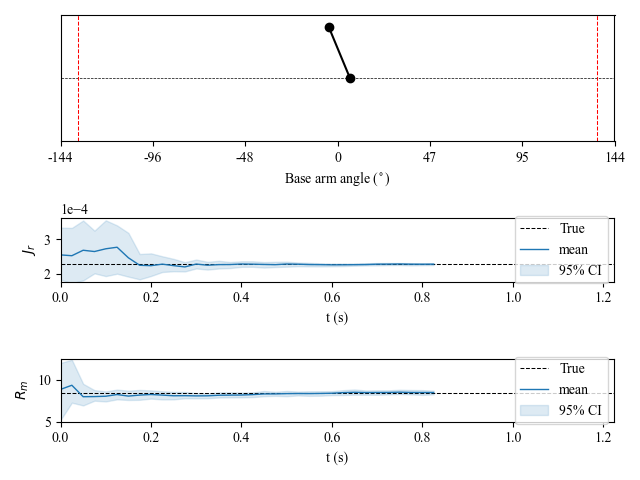 -144 -96 -48 0 47 95 144
Base arm angle (°)
1e−4
J_r
3
2
True
mean
95% CI
0.0 0.2 0.4 0.6 0.8 1.0 1.2
t (s)
R_m
10
5
True
mean
95% CI
0.0 0.2 0.4 0.6 0.8 1.0 1.2
t (s)